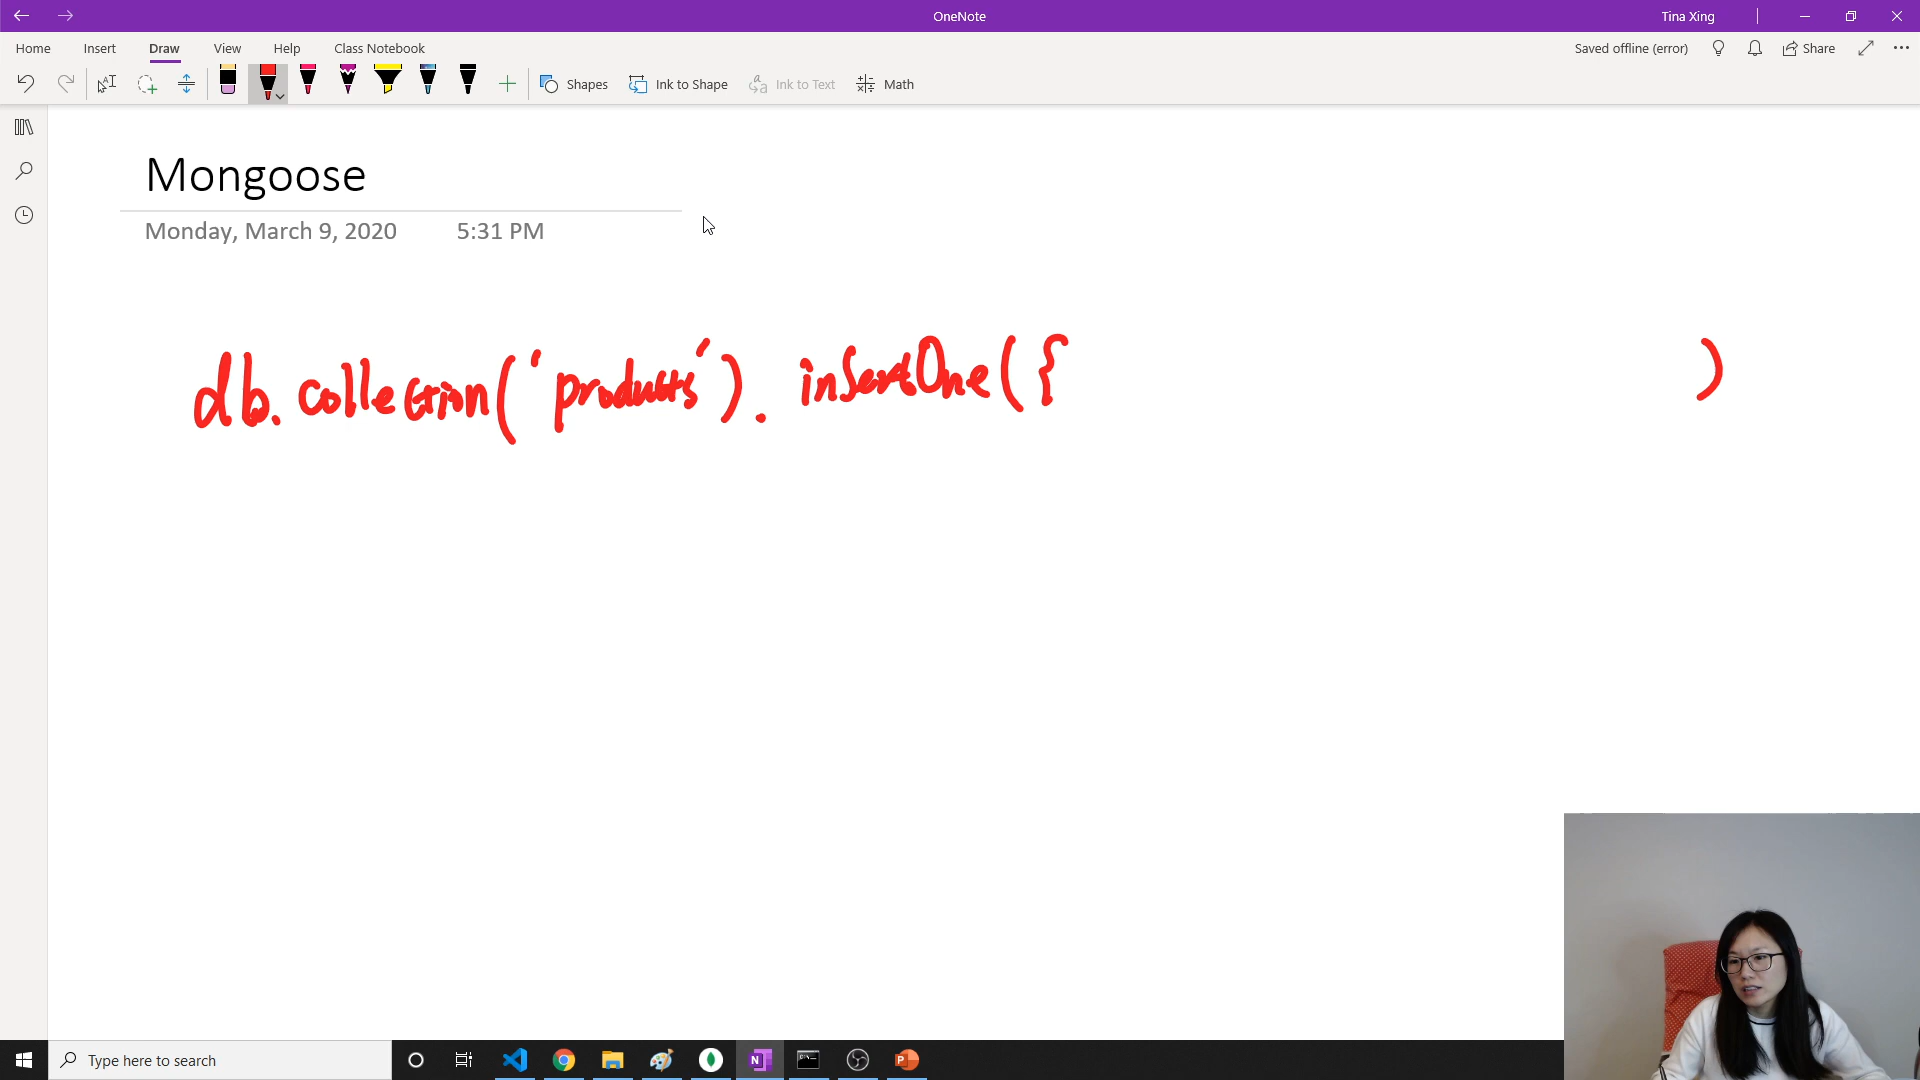 OneNote
Tina Xing
Home Insert Draw View Help Class Notebook
Saved offline (error) Share
Shapes Ink to Shape Ink to Text Math
Mongoose
Monday, March 9, 2020 5:31 PM
db.collection('products').insertOne({ )
Type here to search